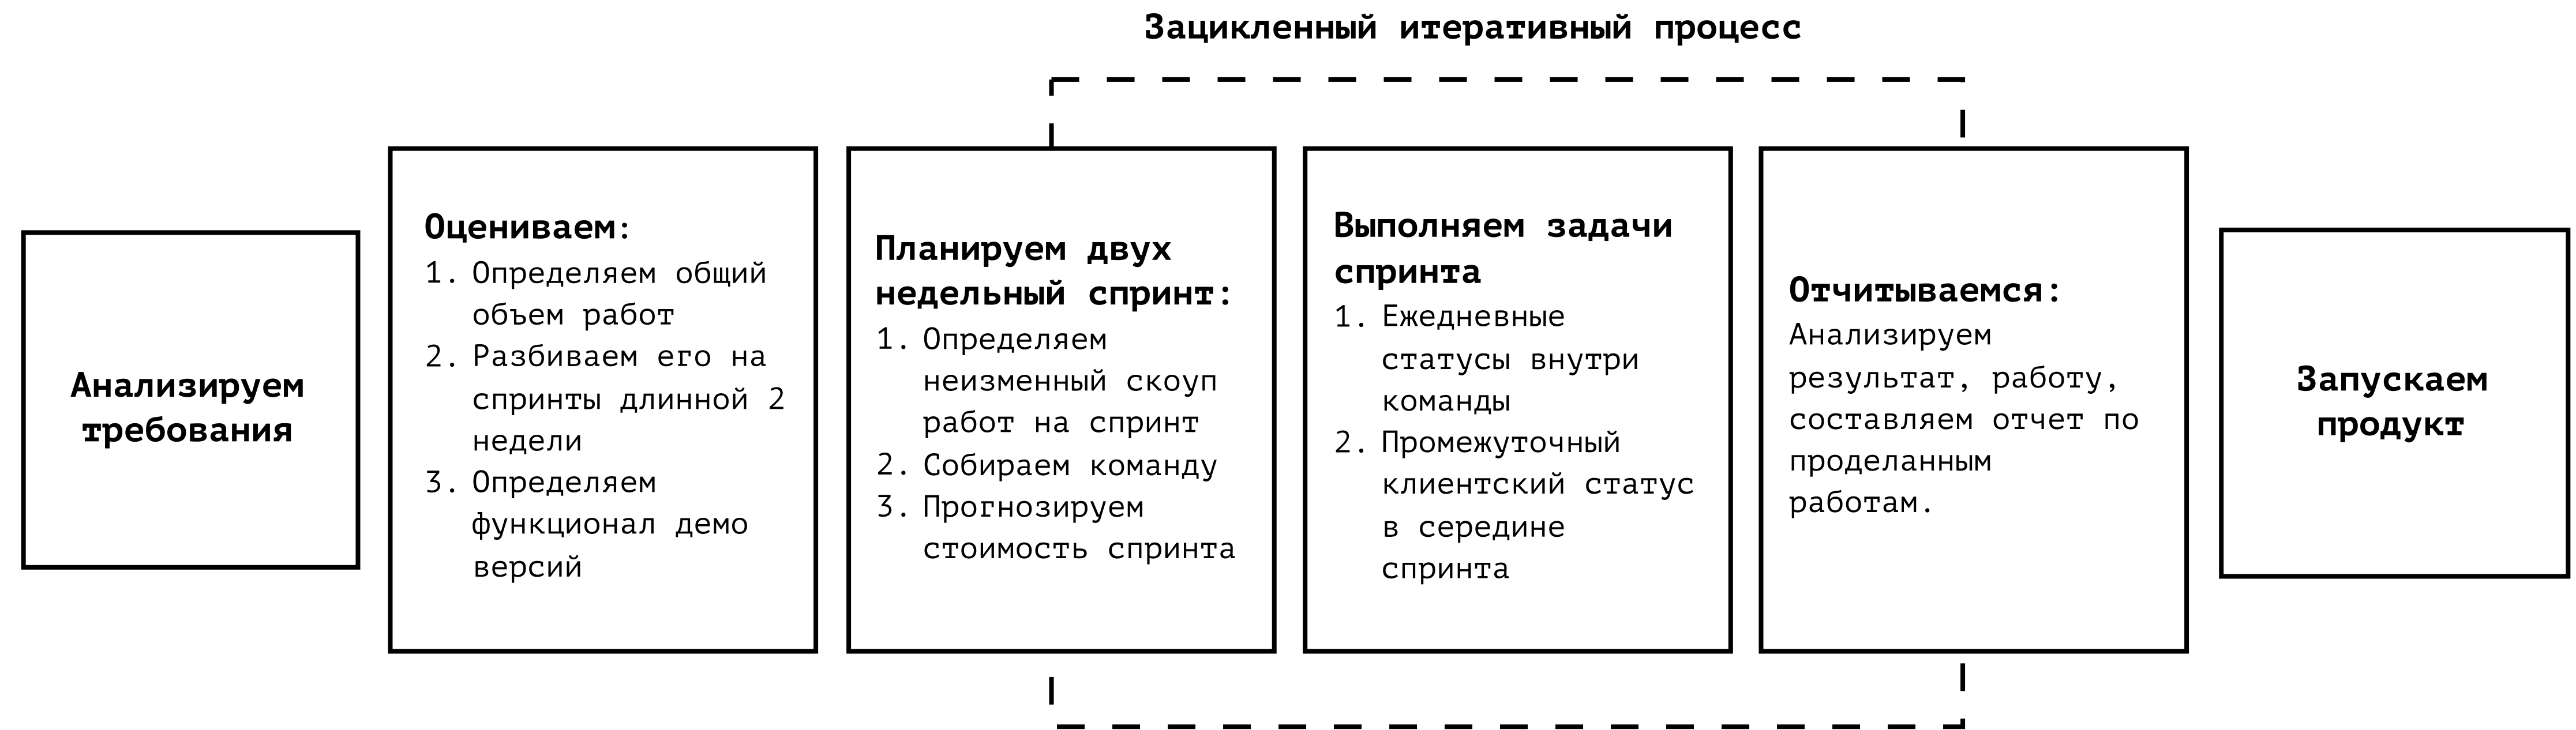 Зацикленный итеративный процесс
Анализируем
требования
Оцениваем:
1. Определяем общий
объем работ
2. Разбиваем его на
спринты длинной 2
недели
3. Определяем
функционал демо
версий
Планируем двух
недельный спринт:
1. Определяем
неизменный скоуп
работ на спринт
2. Собираем команду
3. Прогнозируем
стоимость спринта
Выполняем задачи
спринта
1. Ежедневные
статусы внутри
команды
2. Промежуточный
клиентский статус
в середине
спринта
Отчитываемся:
Анализируем
результат, работу,
составляем отчет по
проделанным
работам.
Запускаем
продукт